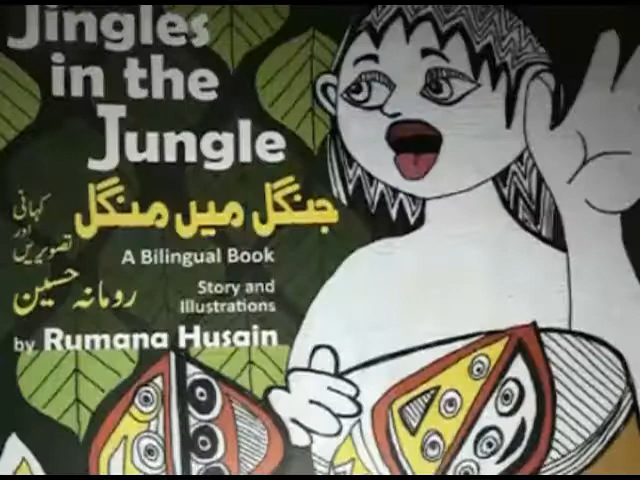 Jingles
in the
Jungle
جنگل میں منگل
کہانی
اور
تصویریں
رومانہ حسین
A Bilingual Book
Story and
Illustrations
by Rumana Husain